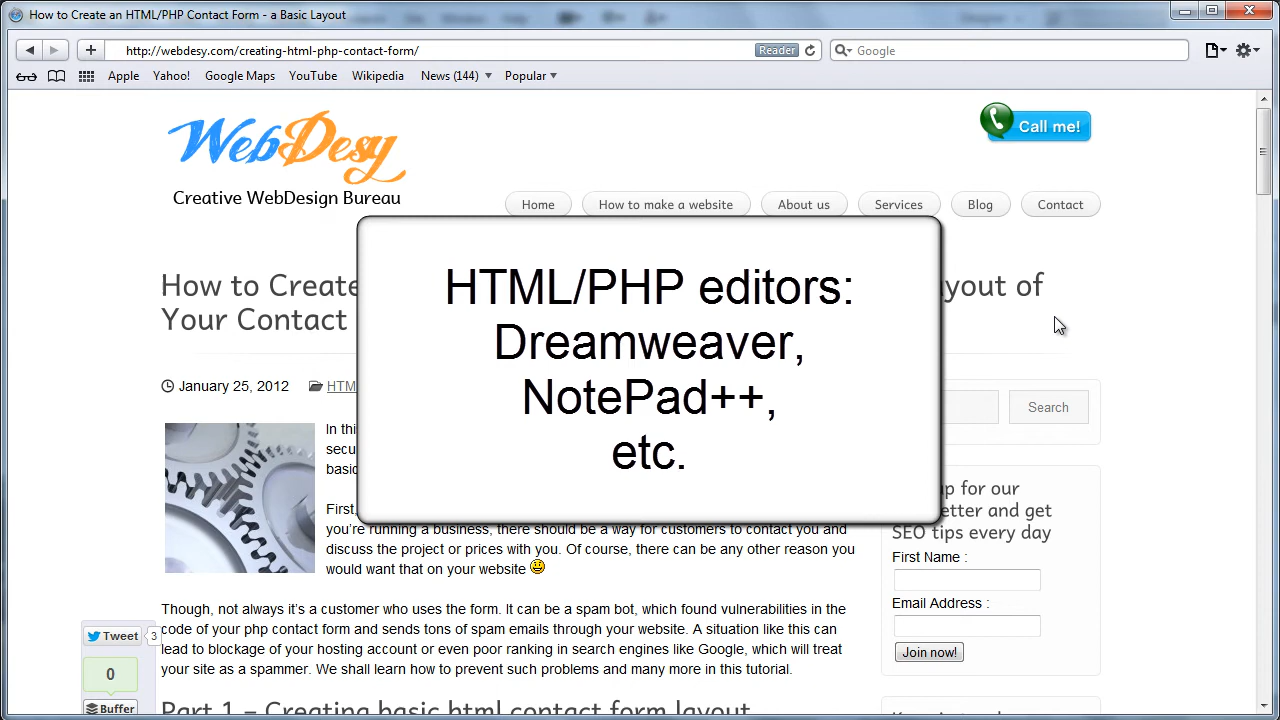 How to Create an HTML/PHP Contact Form - a Basic Layout
http://webdesy.com/creating-html-php-contact-form/
Reader
Google
Apple
Yahoo!
Google Maps
YouTube
Wikipedia
News (144)
Popular
WebDesy
Creative WebDesign Bureau
Call me!
Home
How to make a website
About us
Services
Blog
Contact
How to Create
yout of
Your Contact
HTML/PHP editors:
Dreamweaver,
NotePad++,
etc.
January 25, 2012
HTM
Search
In this
secu
basic
First,
you're running a business, there should be a way for customers to contact you and
discuss the project or prices with you. Of course, there can be any other reason you
would want that on your website
Though, not always it's a customer who uses the form. It can be a spam bot, which found vulnerabilities in the
code of your php contact form and sends tons of spam emails through your website. A situation like this can
lead to blockage of your hosting account or even poor ranking in search engines like Google, which will treat
your site as a spammer. We shall learn how to prevent such problems and many more in this tutorial.
Part 1 – Creating basic html contact form layout
up for our
etter and get
SEO tips every day
First Name :
Email Address :
Join now!
Tweet
3
0
Buffer